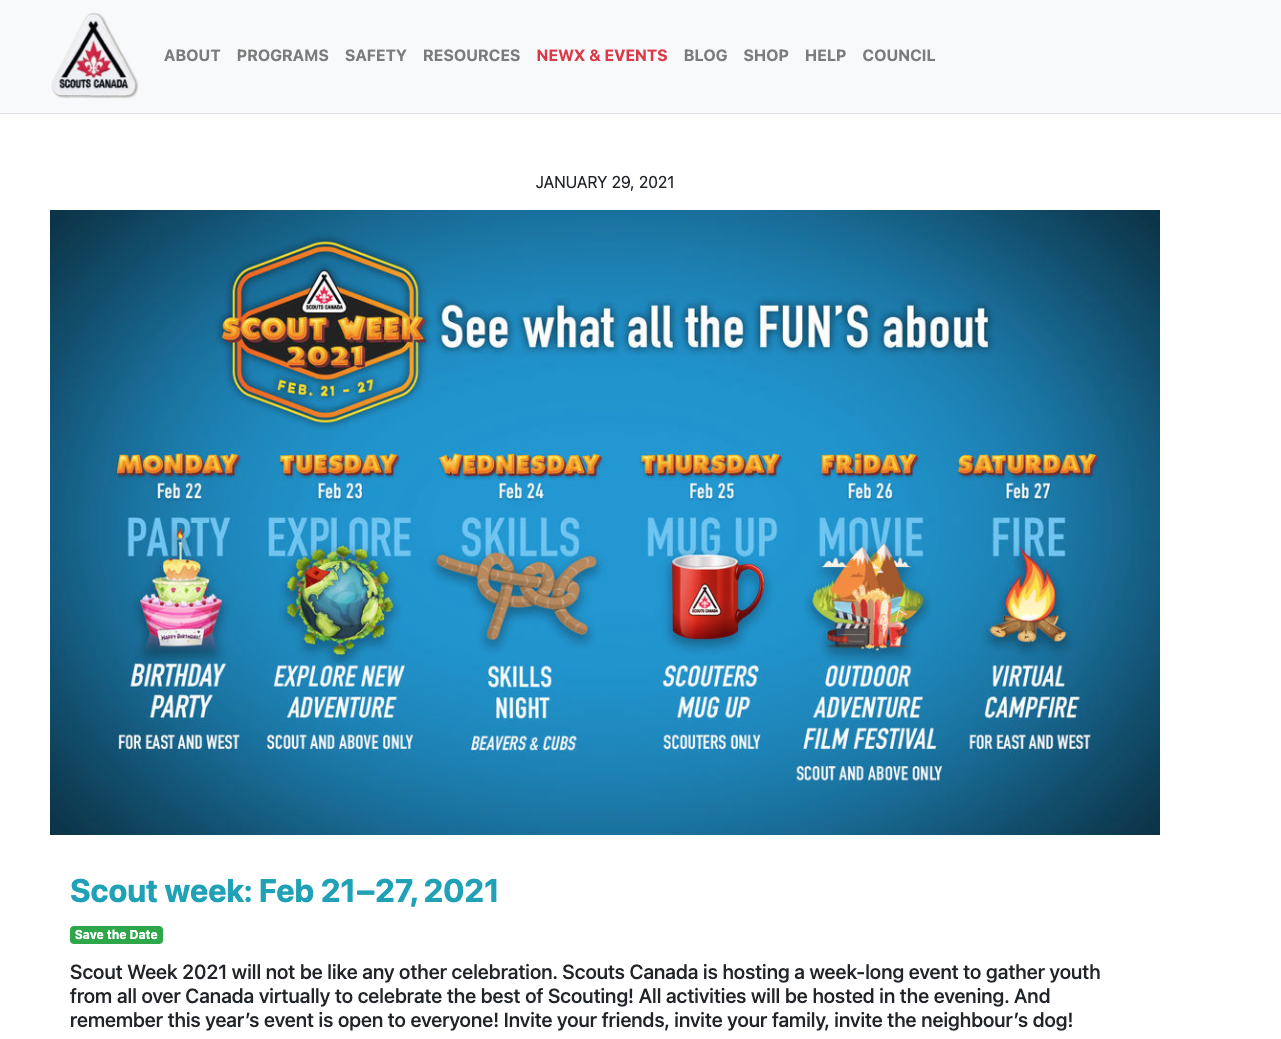 SCOUTS CANADA
ABOUT PROGRAMS SAFETY RESOURCES NEWX & EVENTS BLOG SHOP HELP COUNCIL
JANUARY 29, 2021
SCOUTS CANADA
SCOUT WEEK
2021
FEB. 21 - 27
See what all the FUN'S about
MONDAY
Feb 22
PARTY
HAPPY BIRTHDAY!
BIRTHDAY
PARTY
FOR EAST AND WEST
TUESDAY
Feb 23
EXPLORE
EXPLORE NEW
ADVENTURE
SCOUT AND ABOVE ONLY
WEDNESDAY
Feb 24
SKILLS
SKILLS
NIGHT
BEAVERS & CUBS
THURSDAY
Feb 25
MUG UP
SCOUTS CANADA
SCOUTERS
MUG UP
SCOUTERS ONLY
FRiDAY
Feb 26
MOVIE
OUTDOOR
ADVENTURE
FILM FESTIVAL
SCOUT AND ABOVE ONLY
SATURDAY
Feb 27
FIRE
VIRTUAL
CAMPFIRE
FOR EAST AND WEST
Scout week: Feb 21–27, 2021
Save the Date
Scout Week 2021 will not be like any other celebration. Scouts Canada is hosting a week-long event to gather youth
from all over Canada virtually to celebrate the best of Scouting! All activities will be hosted in the evening. And
remember this year's event is open to everyone! Invite your friends, invite your family, invite the neighbour's dog!